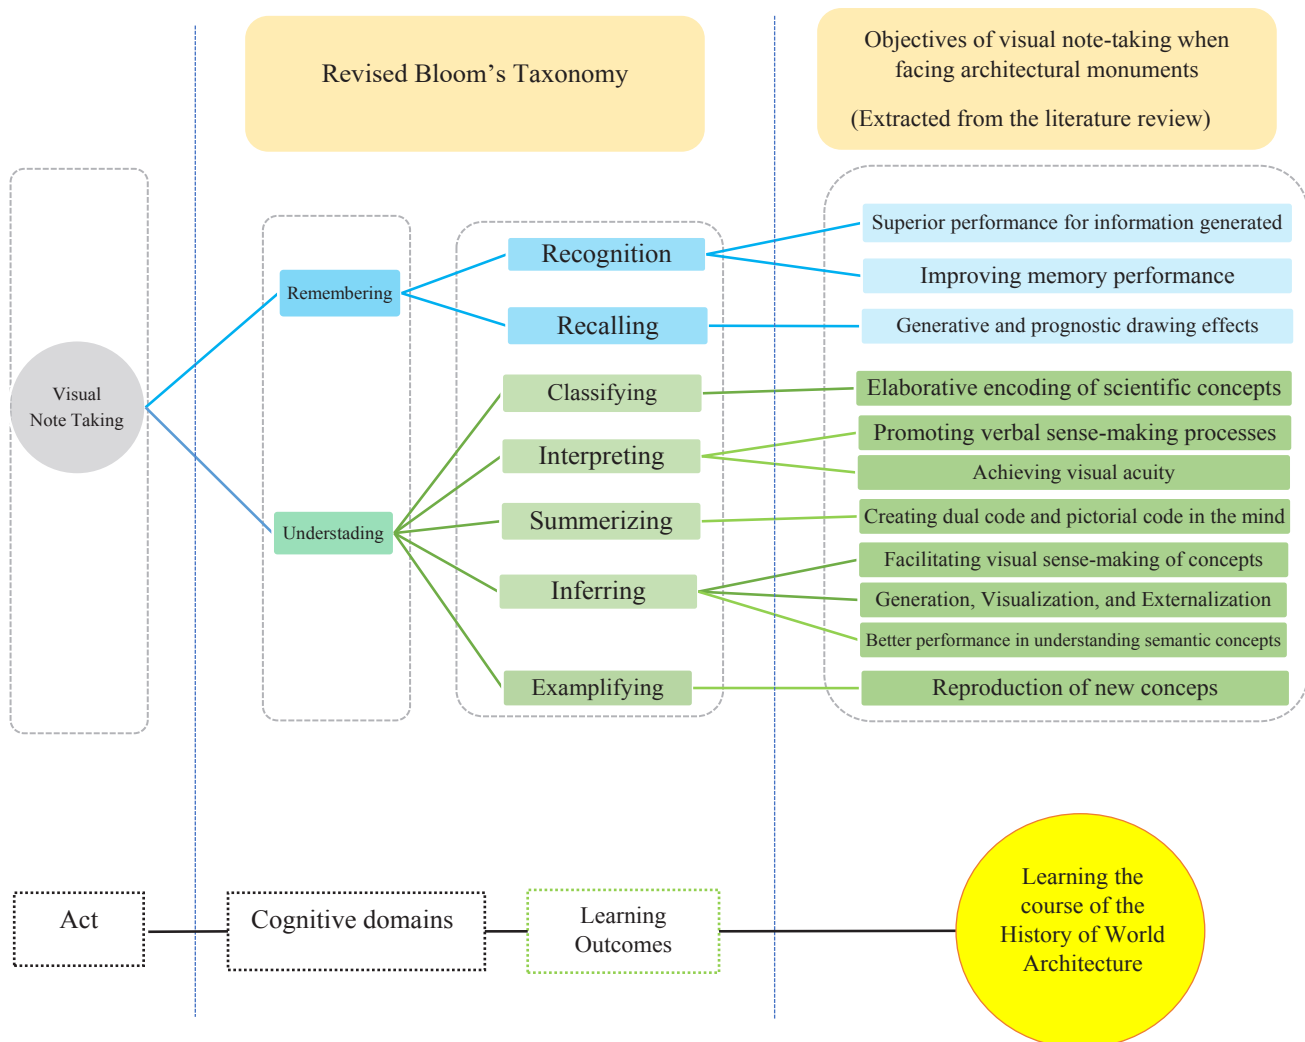 Revised Bloom's Taxonomy
Objectives of visual note-taking when
facing architectural monuments
(Extracted from the literature review)
Visual
Note Taking
Remembering
Understading
Recognition
Recalling
Classifying
Interpreting
Summerizing
Inferring
Examplifying
Superior performance for information generated
Improving memory performance
Generative and prognostic drawing effects
Elaborative encoding of scientific concepts
Promoting verbal sense-making processes
Achieving visual acuity
Creating dual code and pictorial code in the mind
Facilitating visual sense-making of concepts
Generation, Visualization, and Externalization
Better performance in understanding semantic concepts
Reproduction of new conceps
Act
Cognitive domains
Learning
Outcomes
Learning the
course of the
History of World
Architecture